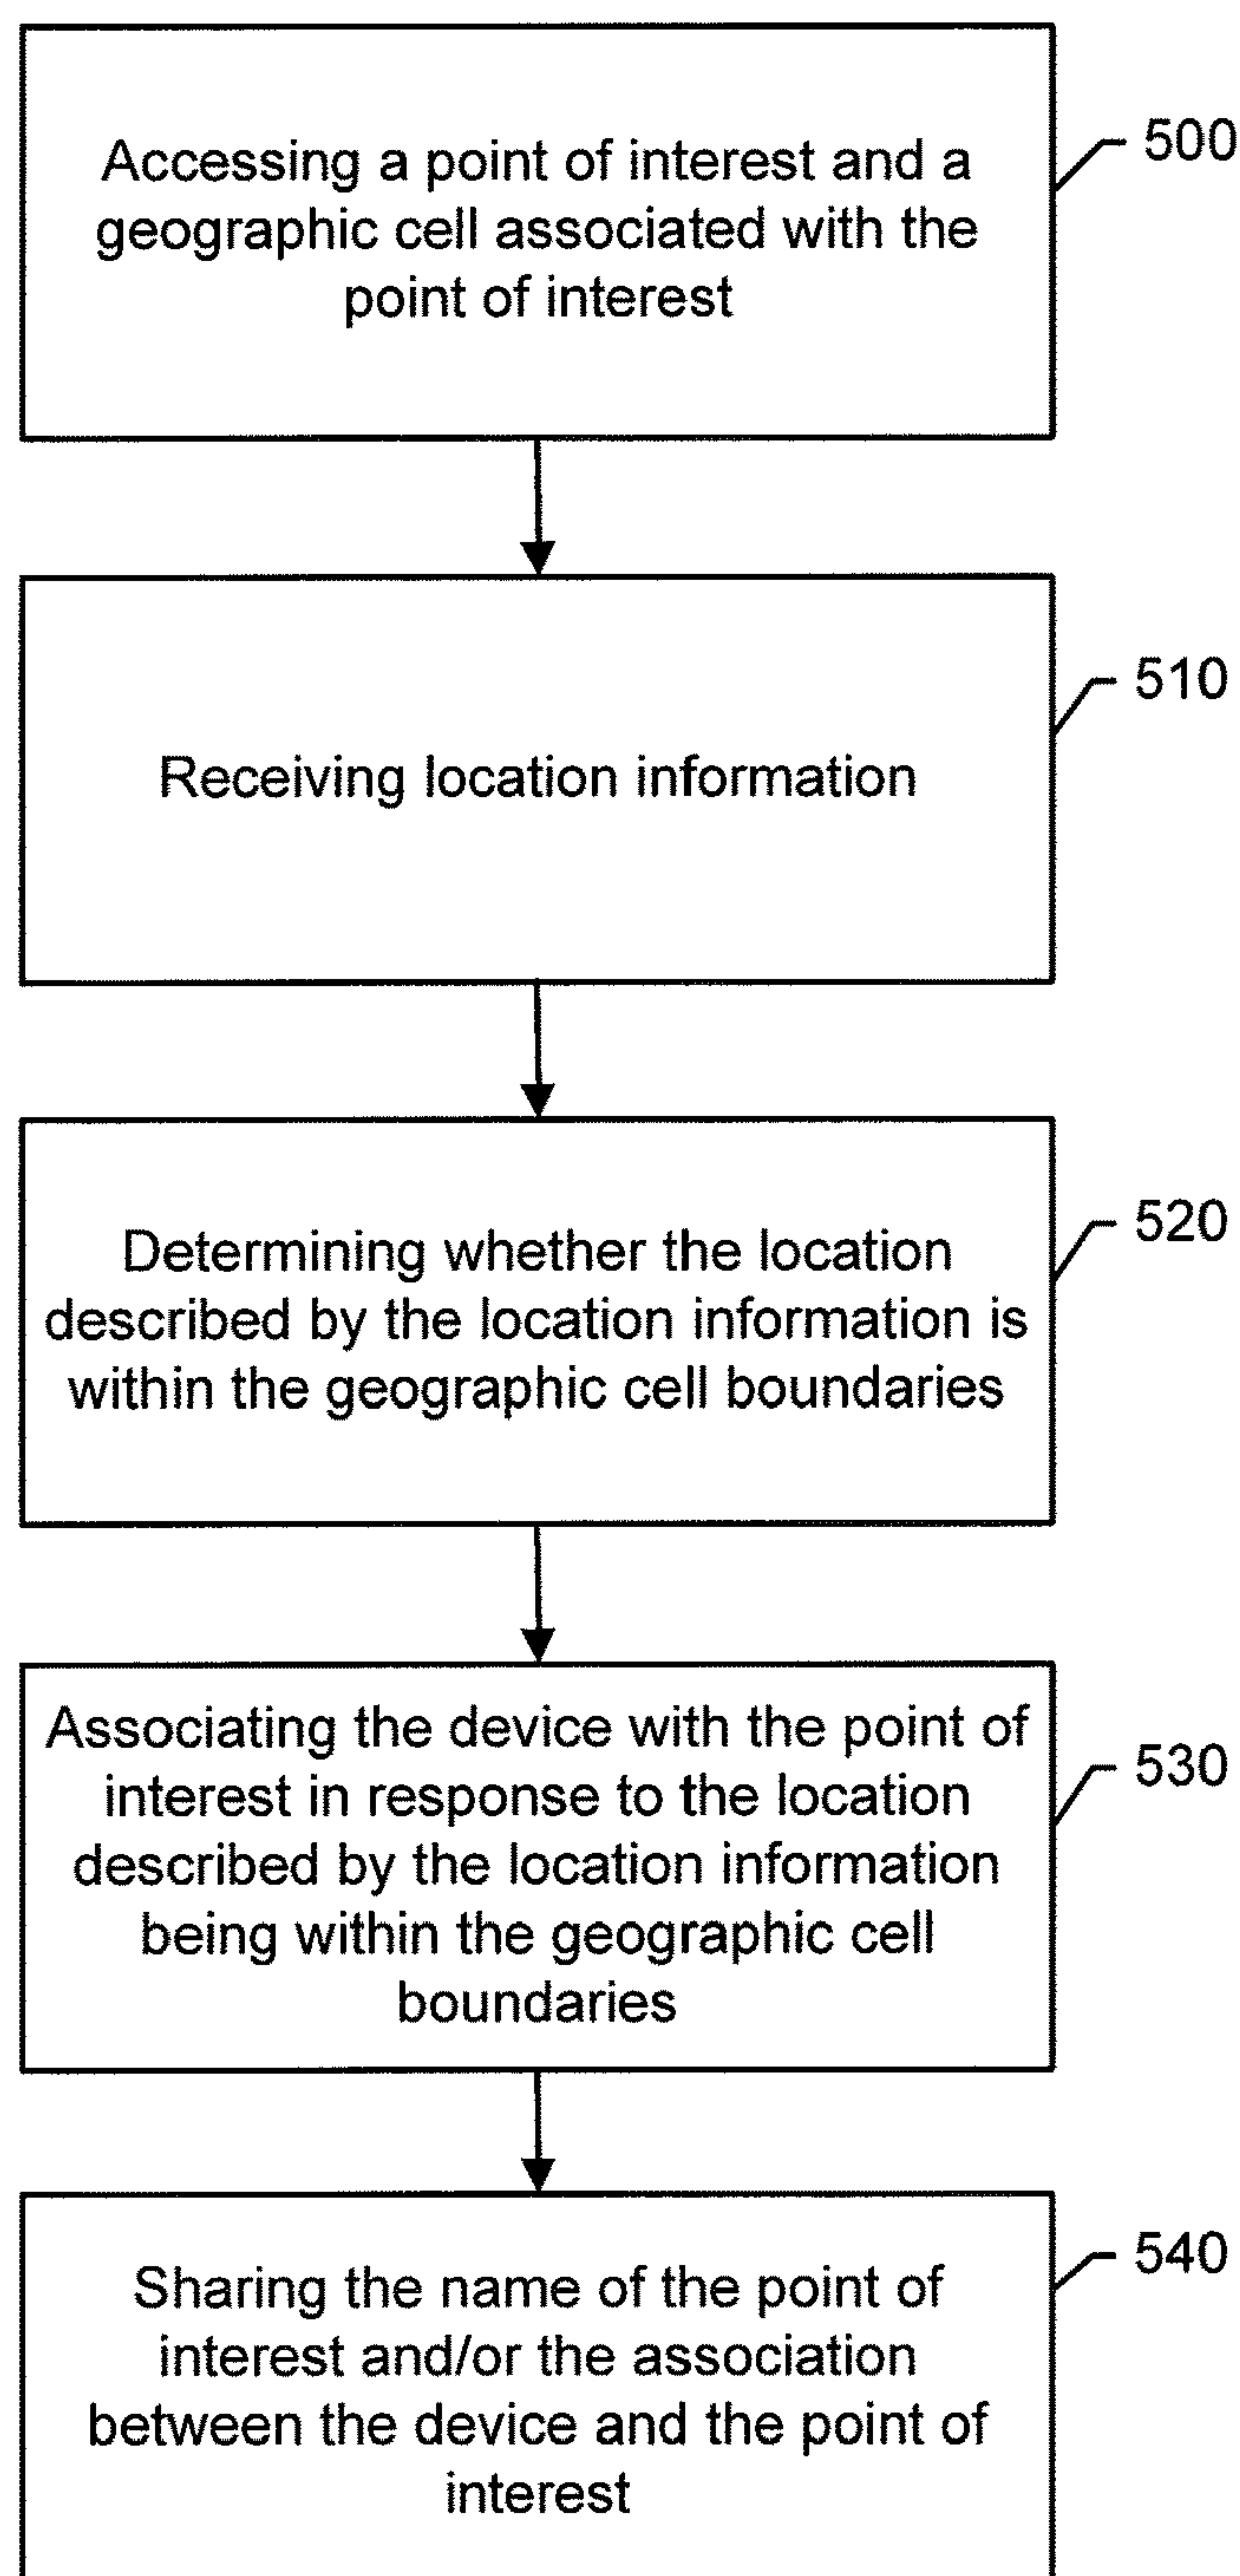 Accessing a point of interest and a
geographic cell associated with the
point of interest
500
Receiving location information
510
Determining whether the location
described by the location information is
within the geographic cell boundaries
520
Associating the device with the point of
interest in response to the location
described by the location information
being within the geographic cell
boundaries
530
Sharing the name of the point of
interest and/or the association
between the device and the point of
interest
540